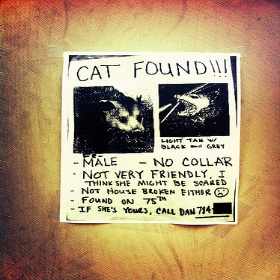 CAT FOUND!!!
LIGHT TAN W/
BLACK AND GREY
- MALE - NO COLLAR
- NOT VERY FRIENDLY. I
THINK SHE MIGHT BE SCARED
- NOT HOUSE BROKEN EITHER
- FOUND ON 75TH
- IF SHE'S YOURS, CALL DAN 714